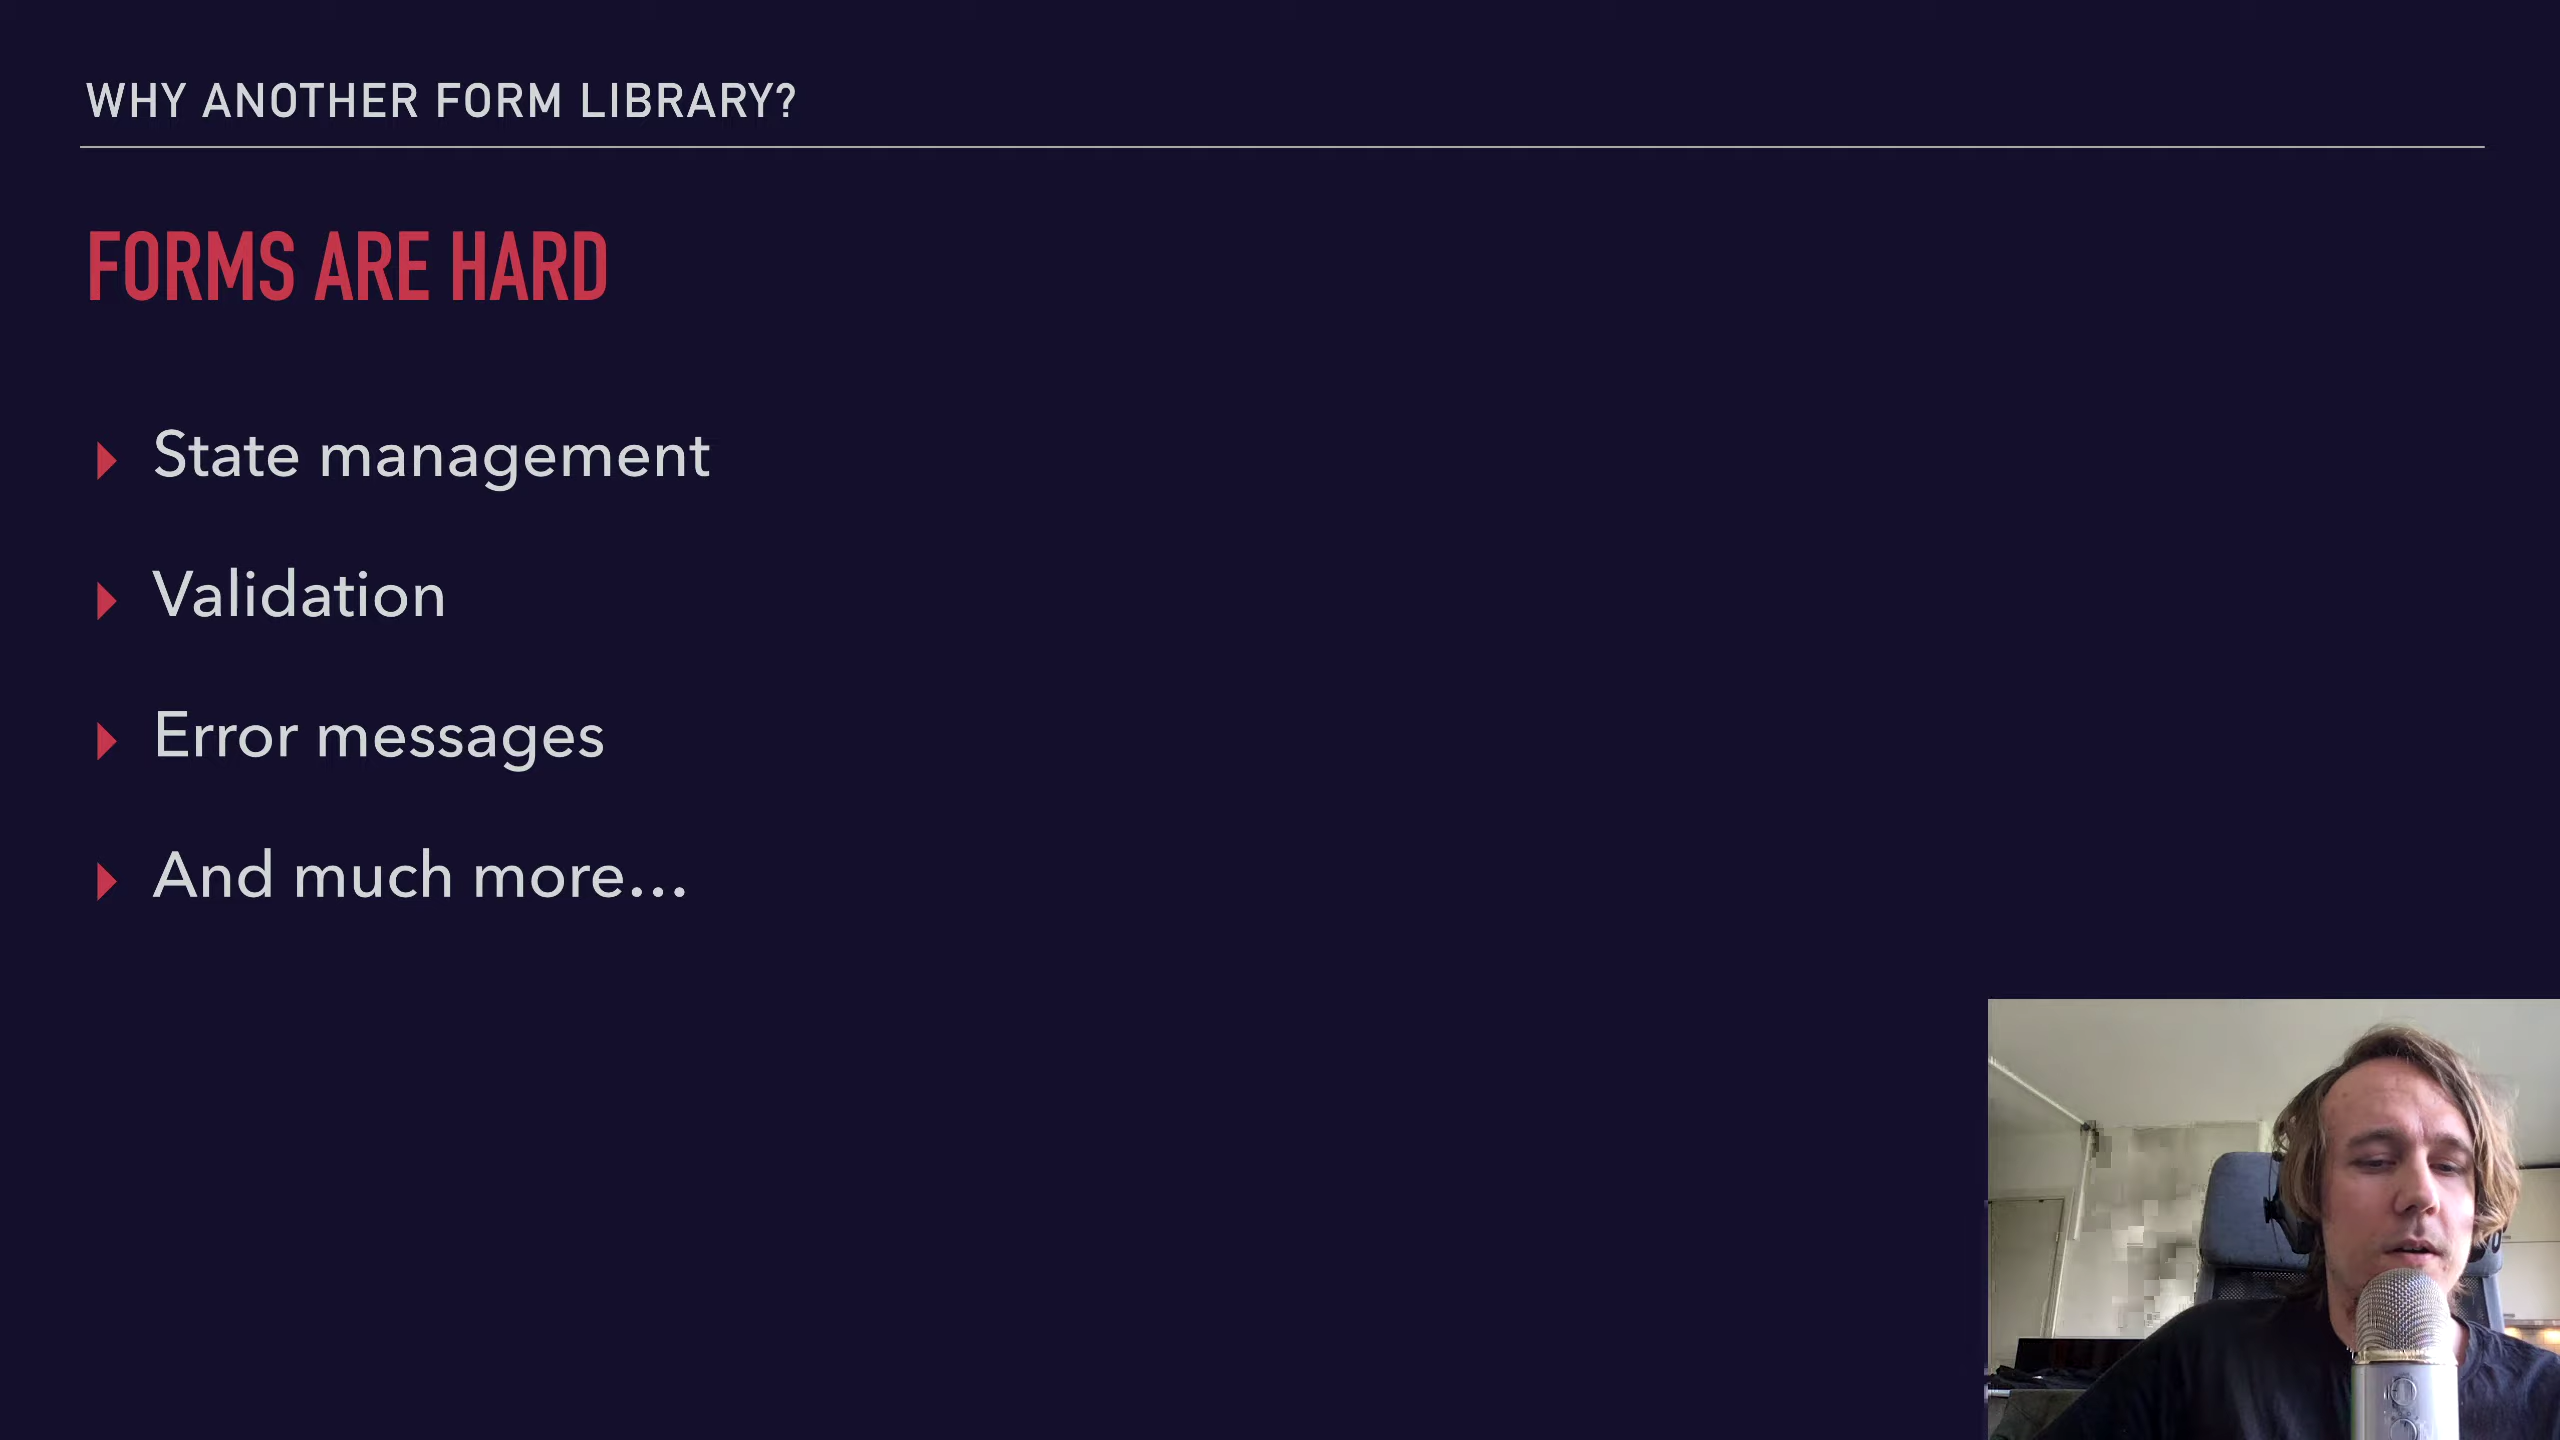 WHY ANOTHER FORM LIBRARY?
FORMS ARE HARD
State management
Validation
Error messages
And much more…